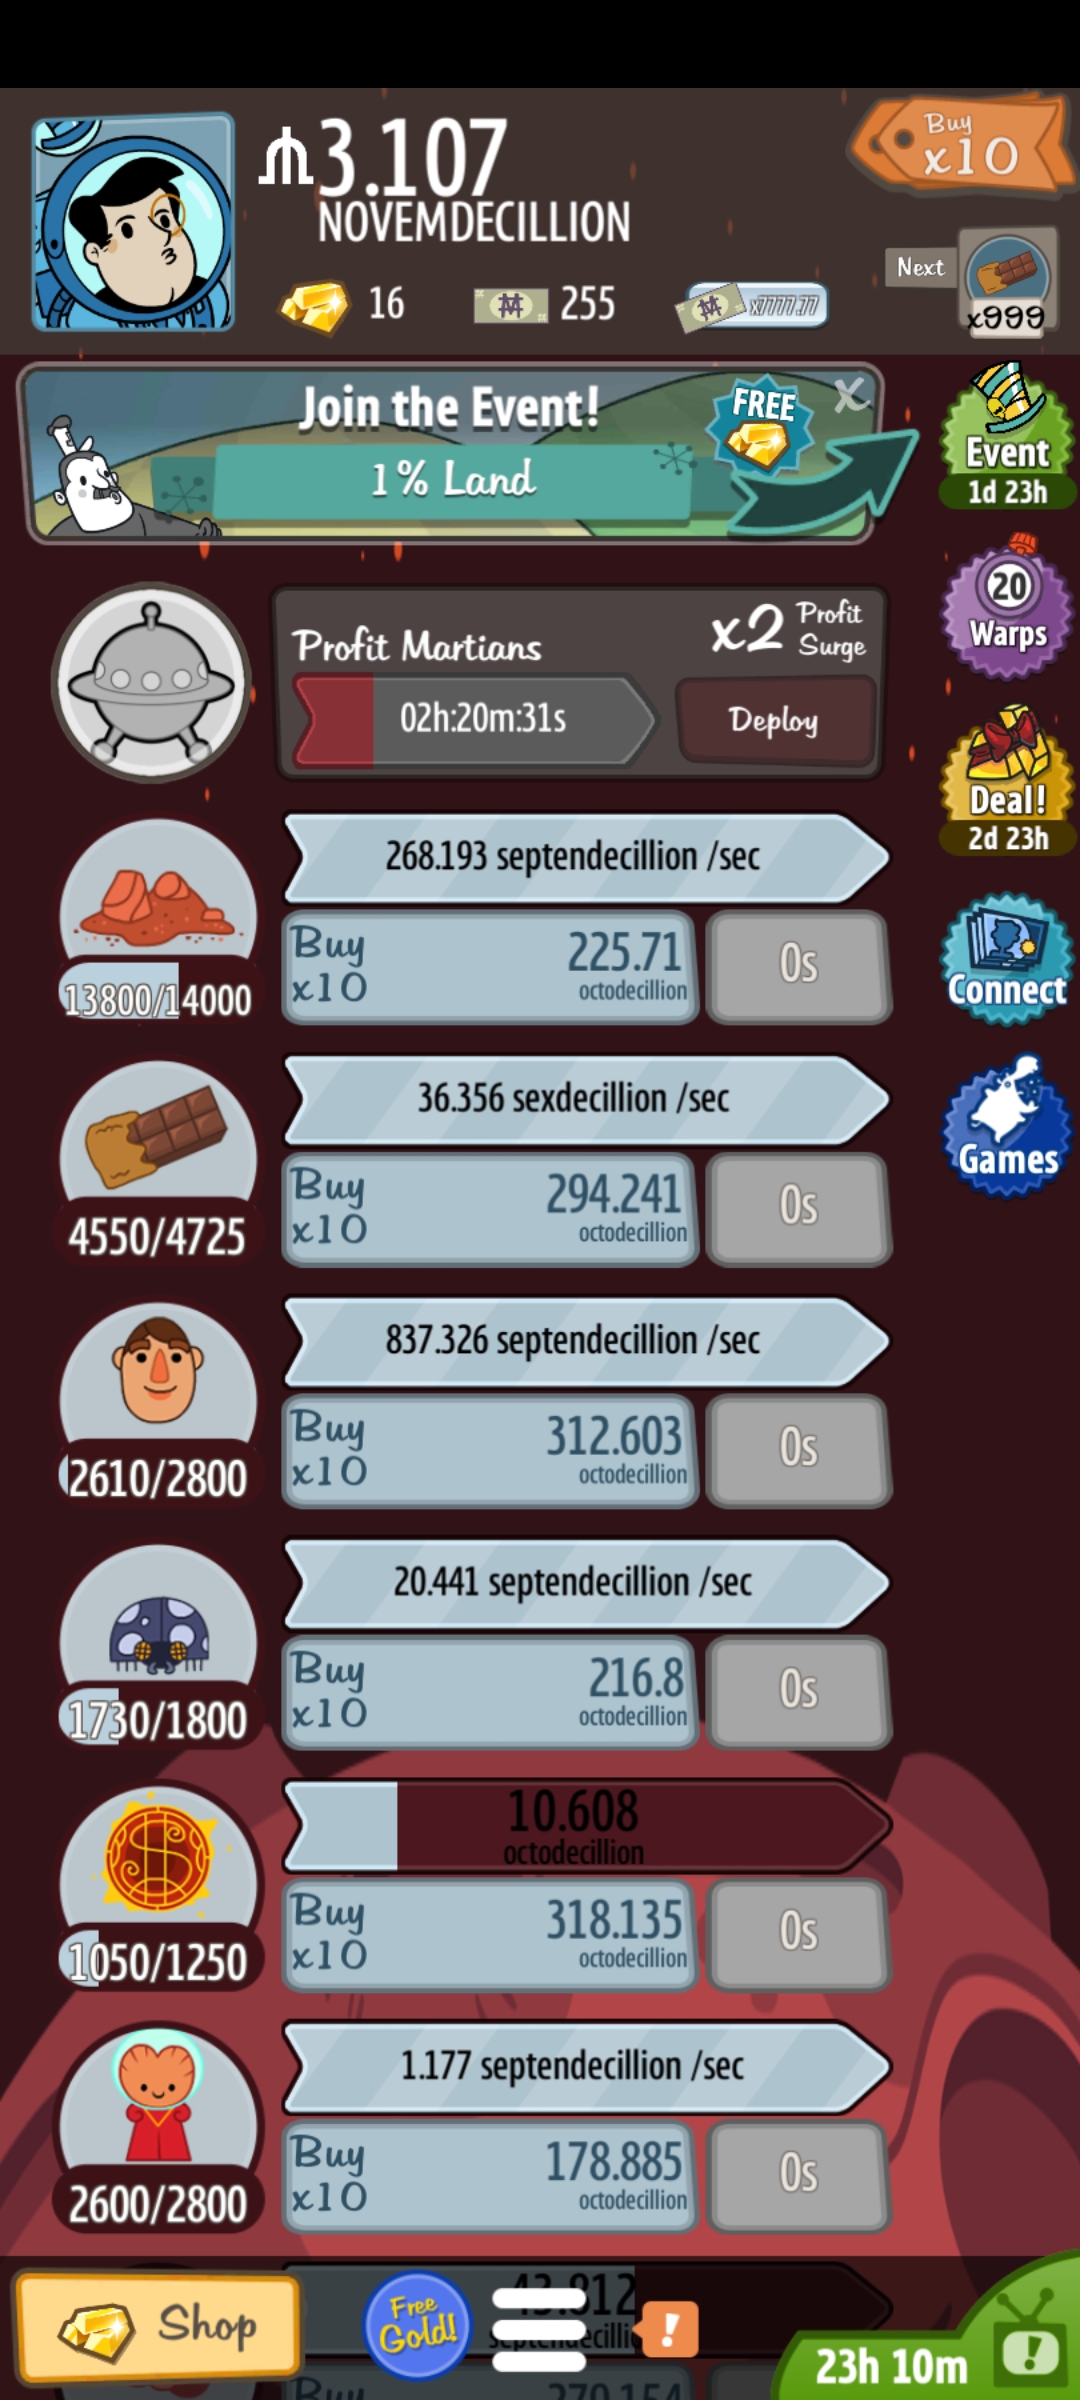 3.107
NOVEMDECILLION
Buy
x10
16
255
x7777.77
Next
x999
Join the Event!
1% Land
FREE
X
Event
1d 23h
Profit Martians
x2 Profit Surge
02h:20m:31s
Deploy
20
Warps
Deal!
2d 23h
268.193 septendecillion /sec
Buy
x10
225.71
octodecillion
0s
13800/14000
Connect
36.356 sexdecillion /sec
Buy
x10
294.241
octodecillion
0s
4550/4725
Games
837.326 septendecillion /sec
Buy
x10
312.603
octodecillion
0s
2610/2800
20.441 septendecillion /sec
Buy
x10
216.8
octodecillion
0s
1730/1800
10.608
octodecillion
Buy
x10
318.135
octodecillion
0s
1050/1250
1.177 septendecillion /sec
Buy
x10
178.885
octodecillion
0s
2600/2800
43.812
Shop
Free
Gold!
!
23h 10m
!
Buy